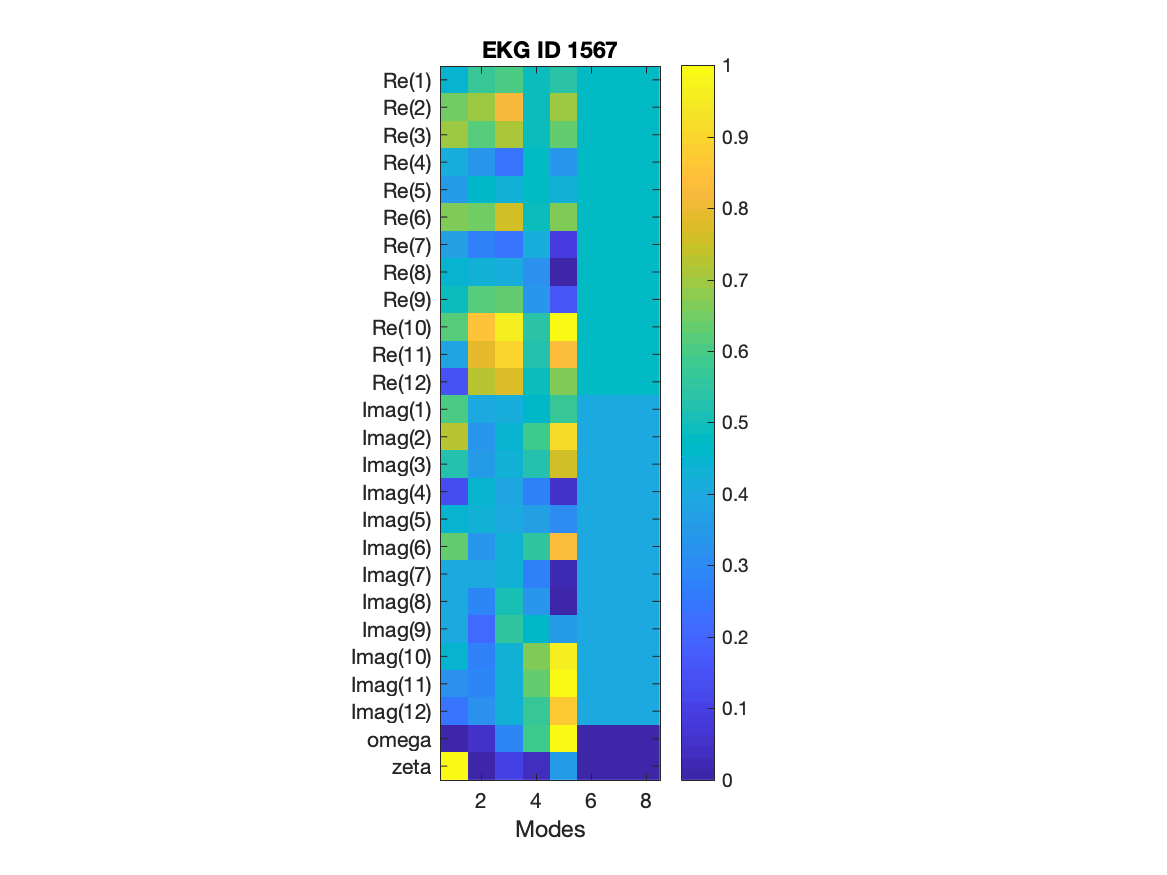 EKG ID 1567
Re(1)
Re(2)
Re(3)
Re(4)
Re(5)
Re(6)
Re(7)
Re(8)
Re(9)
Re(10)
Re(11)
Re(12)
Imag(1)
Imag(2)
Imag(3)
Imag(4)
Imag(5)
Imag(6)
Imag(7)
Imag(8)
Imag(9)
Imag(10)
Imag(11)
Imag(12)
omega
zeta
2 4 6 8
Modes
1
0.9
0.8
0.7
0.6
0.5
0.4
0.3
0.2
0.1
0